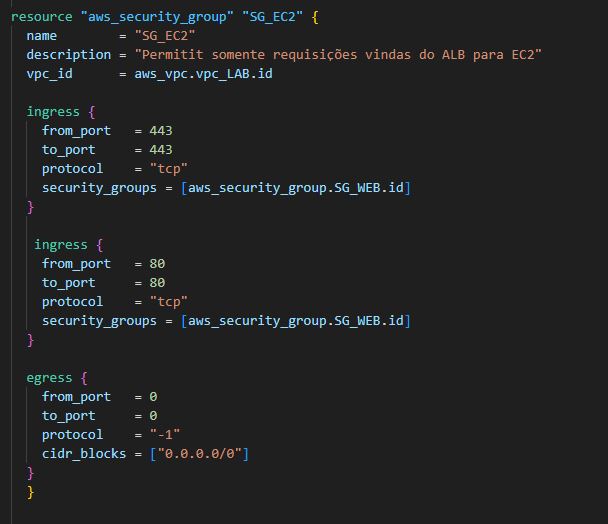 resource "aws_security_group" "SG_EC2" {
  name        = "SG_EC2"
  description = "Permitit somente requisições vindas do ALB para EC2"
  vpc_id      = aws_vpc.vpc_LAB.id

  ingress {
    from_port   = 443
    to_port     = 443
    protocol    = "tcp"
    security_groups = [aws_security_group.SG_WEB.id]
  }

   ingress {
    from_port   = 80
    to_port     = 80
    protocol    = "tcp"
    security_groups = [aws_security_group.SG_WEB.id]
  }

  egress {
    from_port   = 0
    to_port     = 0
    protocol    = "-1"
    cidr_blocks = ["0.0.0.0/0"]
  }
  }